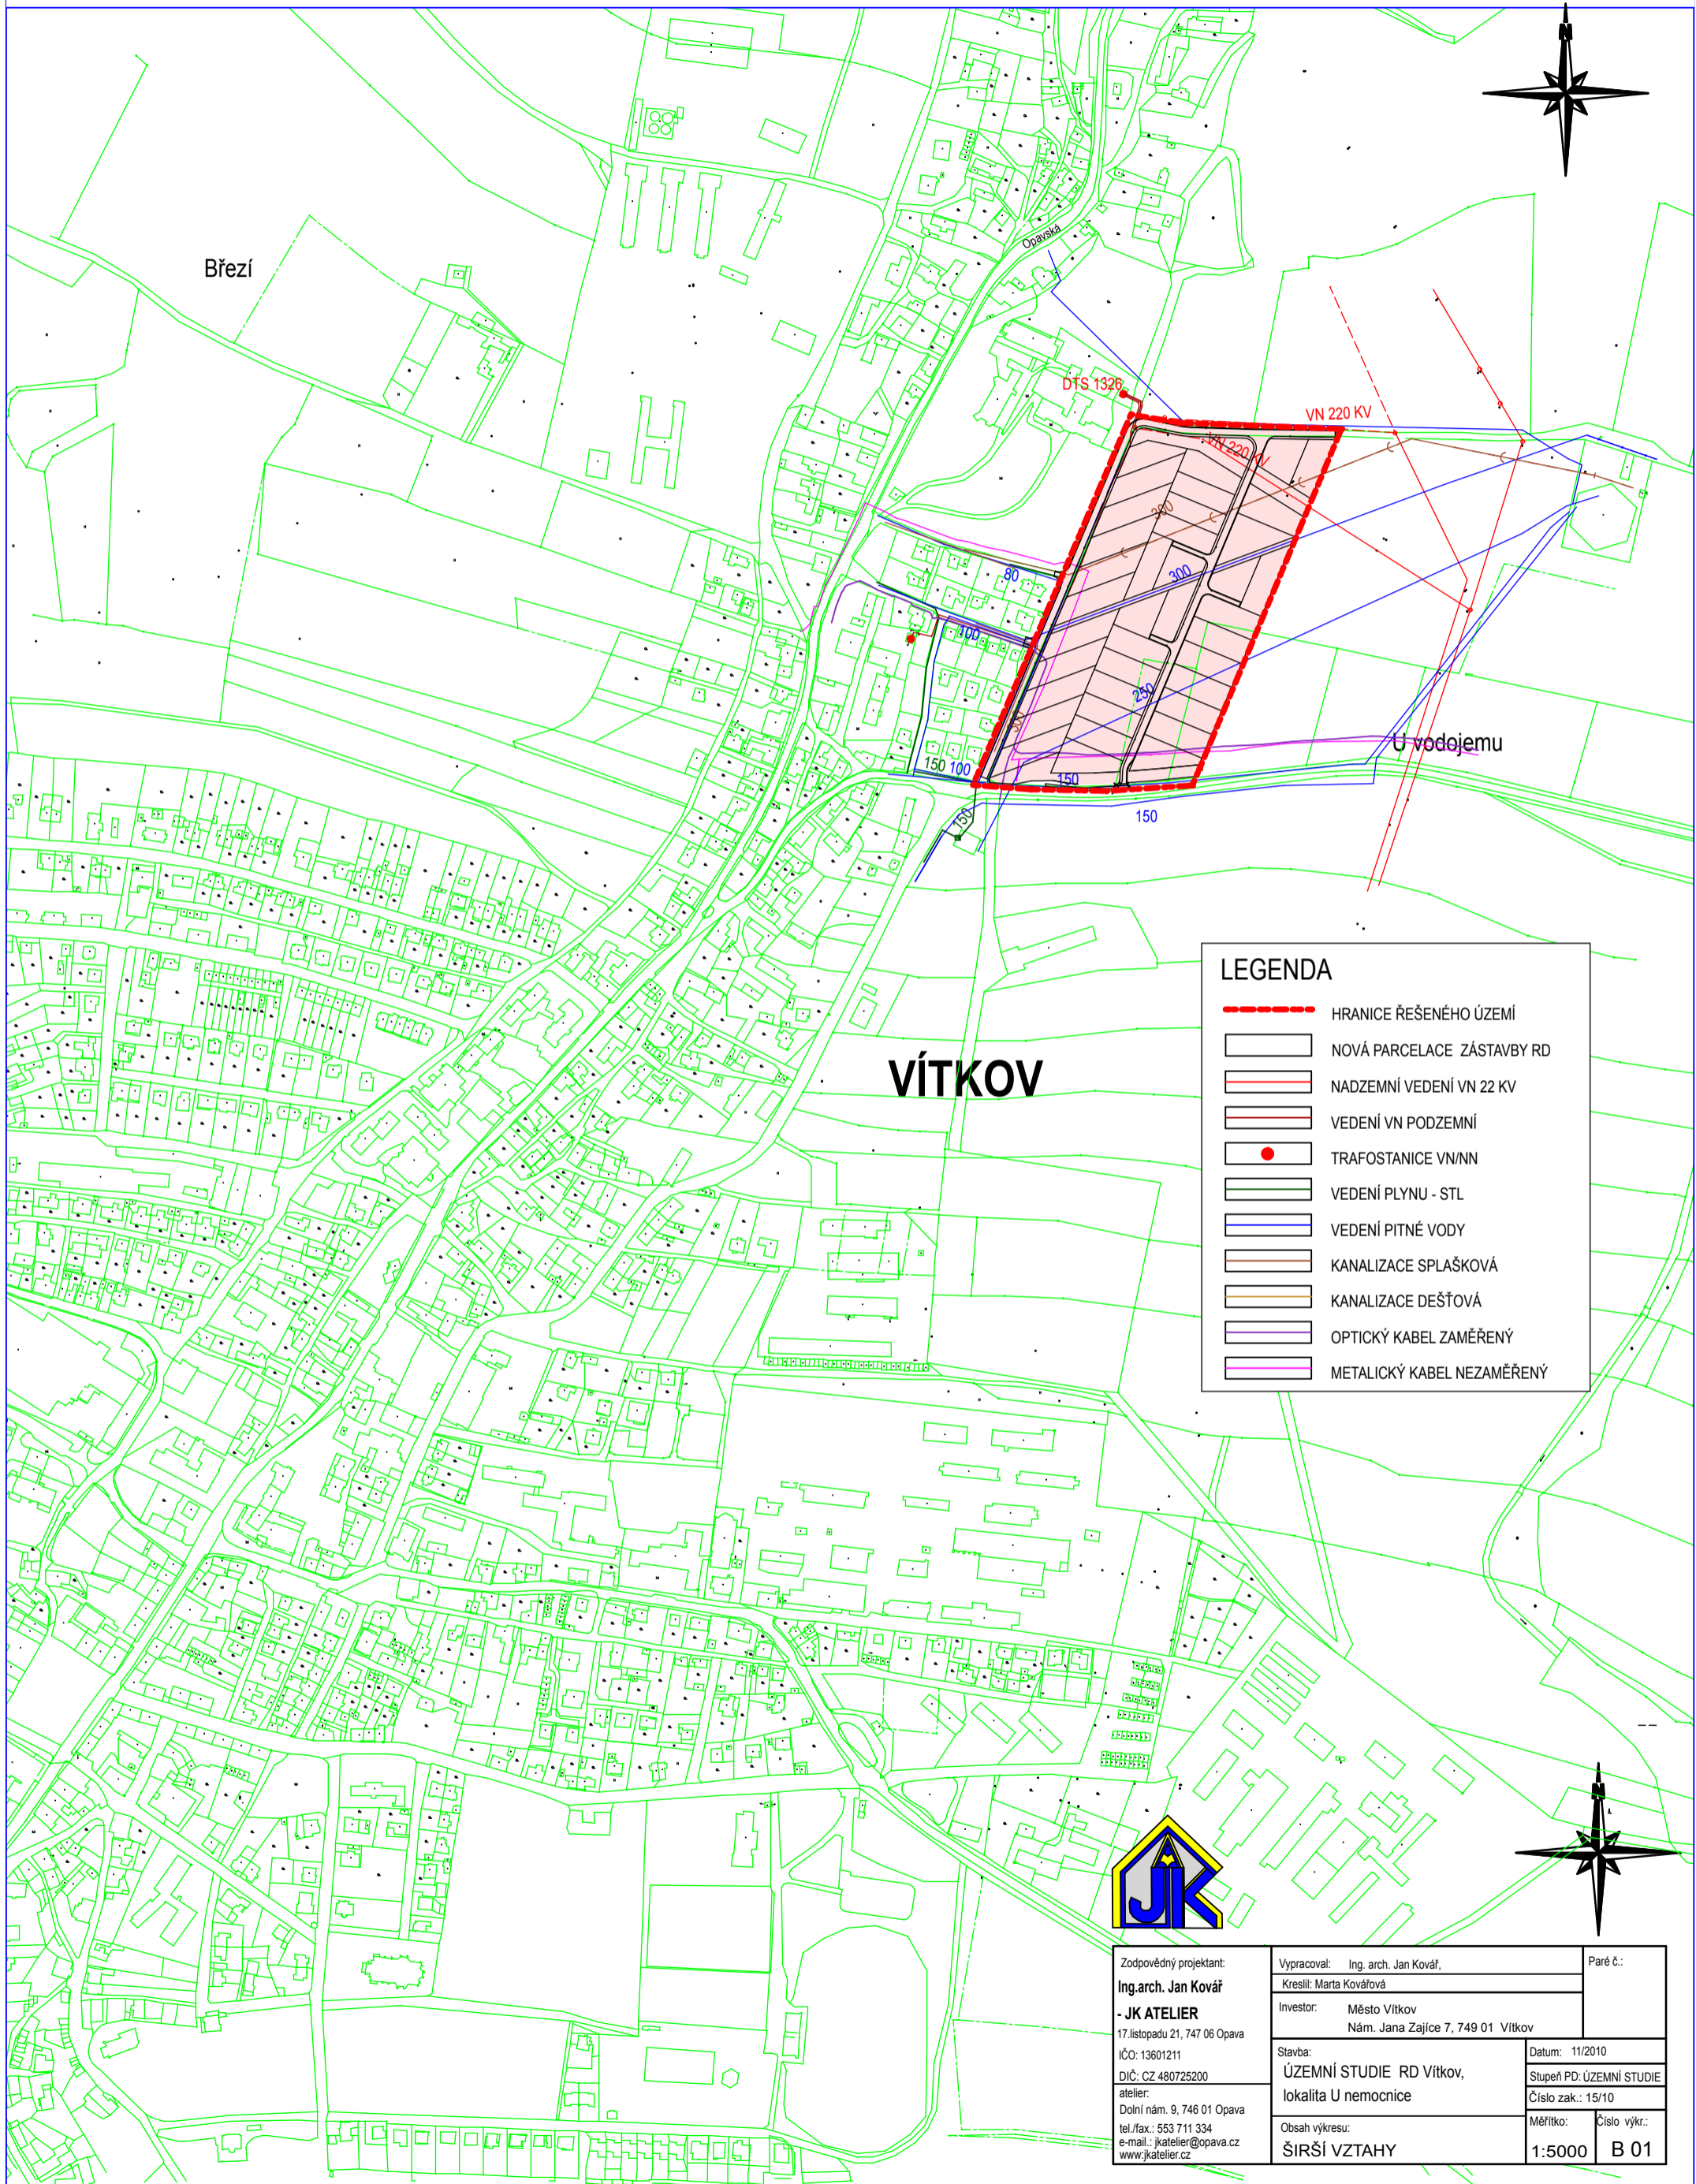 N
Březí
Opavská
DTS 1326
VN 220 KV
VN 220 KV
300
80
300
100
250
300
U vodojemu
150 100
150
150
150
VÍTKOV
LEGENDA
HRANICE ŘEŠENÉHO ÚZEMÍ
NOVÁ PARCELACE ZÁSTAVBY RD
NADZEMNÍ VEDENÍ VN 22 KV
VEDENÍ VN PODZEMNÍ
TRAFOSTANICE VN/NN
VEDENÍ PLYNU - STL
VEDENÍ PITNÉ VODY
KANALIZACE SPLAŠKOVÁ
KANALIZACE DEŠŤOVÁ
OPTICKÝ KABEL ZAMĚŘENÝ
METALICKÝ KABEL NEZAMĚŘENÝ
JK
Zodpovědný projektant:
Ing.arch. Jan Kovář
- JK ATELIER
17.listopadu 21, 747 06 Opava
IČO: 13601211
DIČ: CZ 480725200
atelier:
Dolní nám. 9, 746 01 Opava
tel./fax.: 553 711 334
e-mail.: jkatelier@opava.cz
www.jkatelier.cz
Vypracoval: Ing. arch. Jan Kovář,
Kreslil: Marta Kovářová
Investor: Město Vítkov
Nám. Jana Zajíce 7, 749 01 Vítkov
Paré č.:
Stavba:
ÚZEMNÍ STUDIE RD Vítkov,
lokalita U nemocnice
Datum: 11/2010
Stupeň PD: ÚZEMNÍ STUDIE
Číslo zak.: 15/10
Obsah výkresu:
ŠIRŠÍ VZTAHY
Měřítko:
1:5000
Číslo výkr.:
B 01